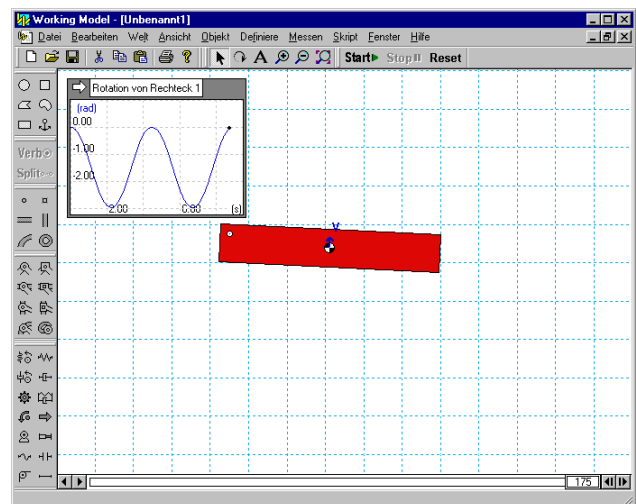 Working Model - [Unbenannt1]
Datei Bearbeiten Welt Ansicht Objekt Definiere Messen Skript Fenster Hilfe
A Start Stop Reset
Rotation von Rechteck 1
(rad)
0.00
-1.00
-2.00
2.00 6.00 (s)
Verb
Split
V
175